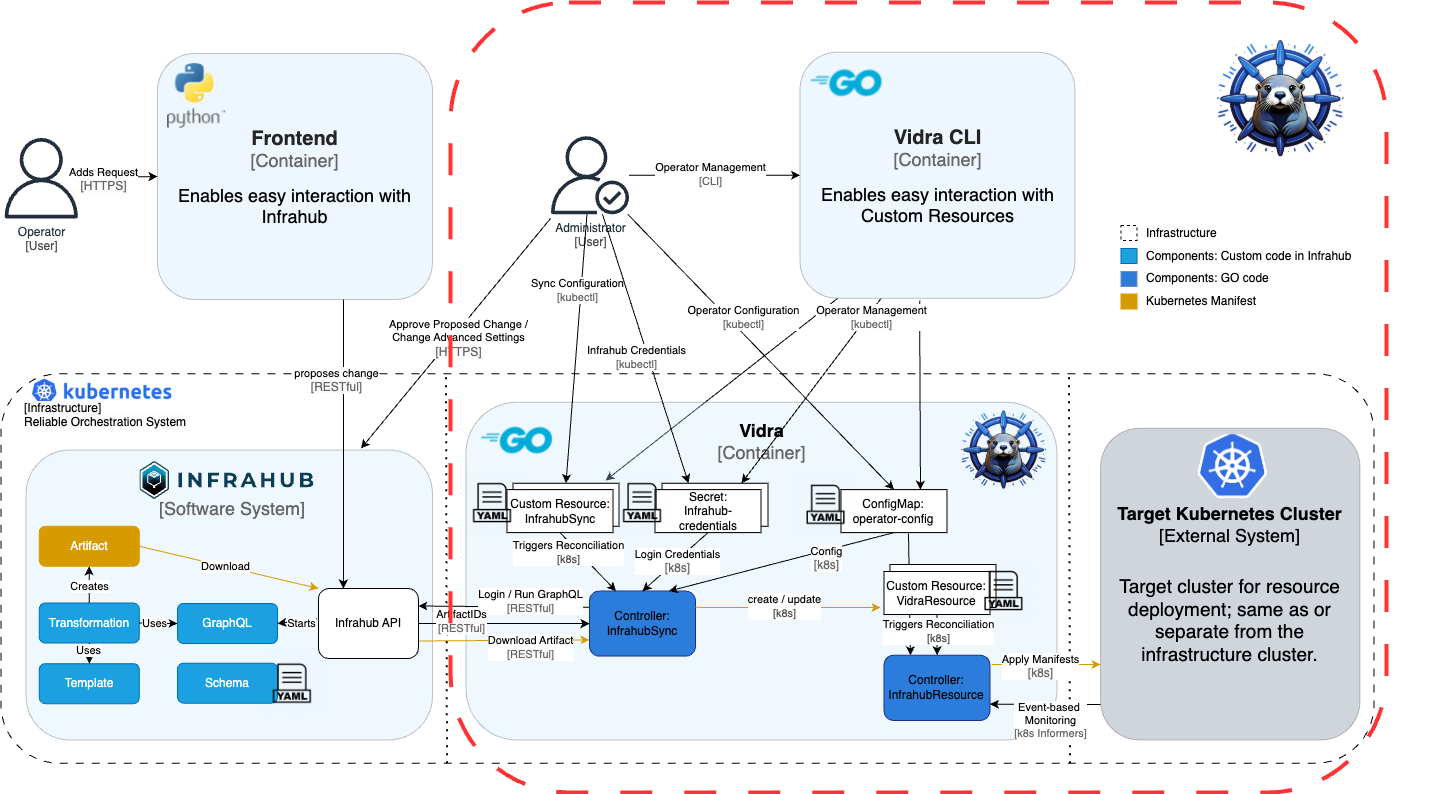 python™
Frontend
[Container]
Enables easy interaction with
Infrahub
Adds Request
[HTTPS]
Operator
[User]
GO
Vidra CLI
[Container]
Enables easy interaction with
Custom Resources
Operator Management
[CLI]
Administrator
[User]
Infrastructure
Components: Custom code in Infrahub
Components: GO code
Kubernetes Manifest
Sync Configuration
[kubectl]
Operator Configuration
[kubectl]
Operator Management
[kubectl]
Approve Proposed Change /
Change Advanced Settings
[HTTPS]
Infrahub Credentials
[kubectl]
proposes change
[RESTful]
kubernetes
[Infrastructure]
Reliable Orchestration System
INFRAHUB
[Software System]
Artifact
Download
Creates
Transformation
Uses
GraphQL
Starts
Infrahub API
Uses
Template
Schema
YAML
GO
Vidra
[Container]
YAML
Custom Resource:
InfrahubSync
YAML
Secret:
Infrahub-
credentials
YAML
ConfigMap:
operator-config
Triggers Reconciliation
[k8s]
Login Credentials
[k8s]
Config
[k8s]
Login / Run GraphQL
[RESTful]
ArtifactIDs
[RESTful]
Download Artifact
[RESTful]
Controller:
InfrahubSync
create / update
[k8s]
Custom Resource:
VidraResource
YAML
Triggers Reconciliation
[k8s]
Controller:
InfrahubResource
Apply Manifests
[k8s]
Event-based
Monitoring
[k8s Informers]
Target Kubernetes Cluster
[External System]
Target cluster for resource
deployment; same as or
separate from the
infrastructure cluster.